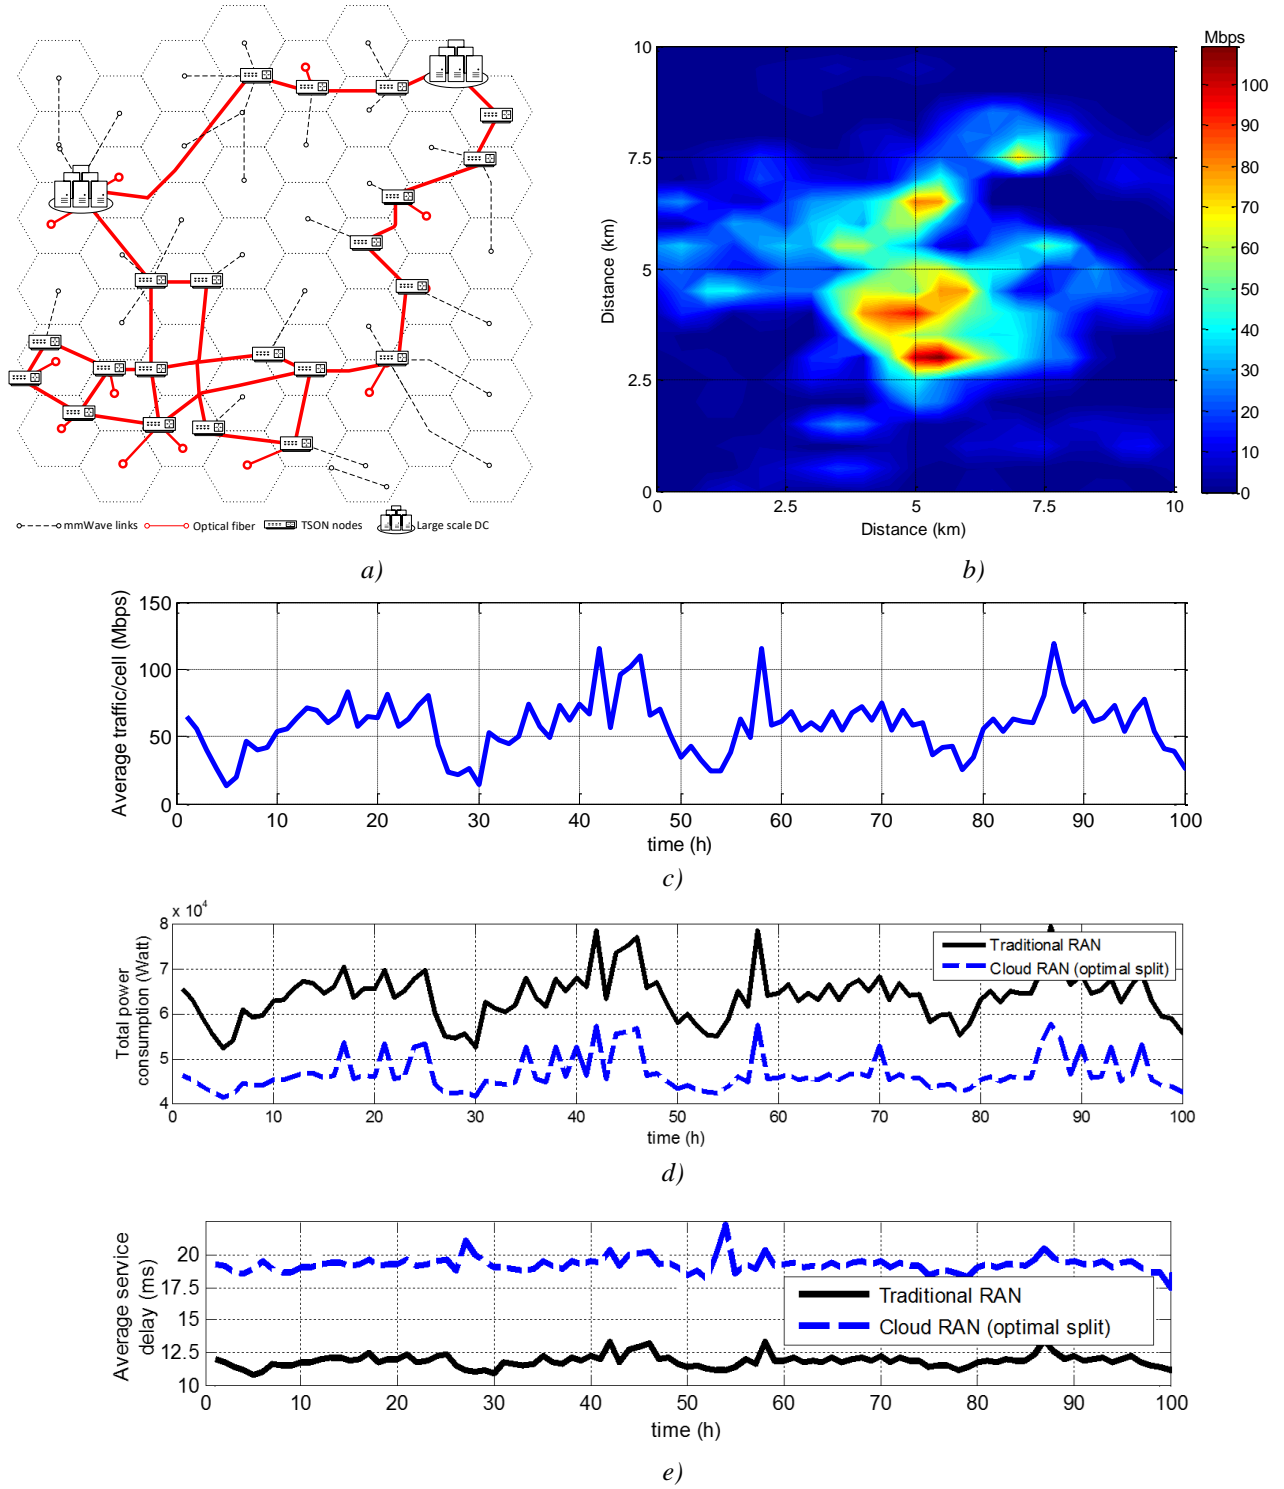 mmWave links Optical fiber TSON nodes Large scale DC
a)
Mbps
10
7.5
5
2.5
0
0 2.5 5 7.5 10
Distance (km)
Distance (km)
100
90
80
70
60
50
40
30
20
10
0
b)
150
100
50
0
Average traffic/cell (Mbps)
0 10 20 30 40 50 60 70 80 90 100
time (h)
c)
x 10^4
8
7
6
5
4
Total power
consumption (Watt)
Traditional RAN
Cloud RAN (optimal split)
0 10 20 30 40 50 60 70 80 90 100
time (h)
d)
20
17.5
15
12.5
10
Average service
delay (ms)
Traditional RAN
Cloud RAN (optimal split)
0 10 20 30 40 50 60 70 80 90 100
time (h)
e)